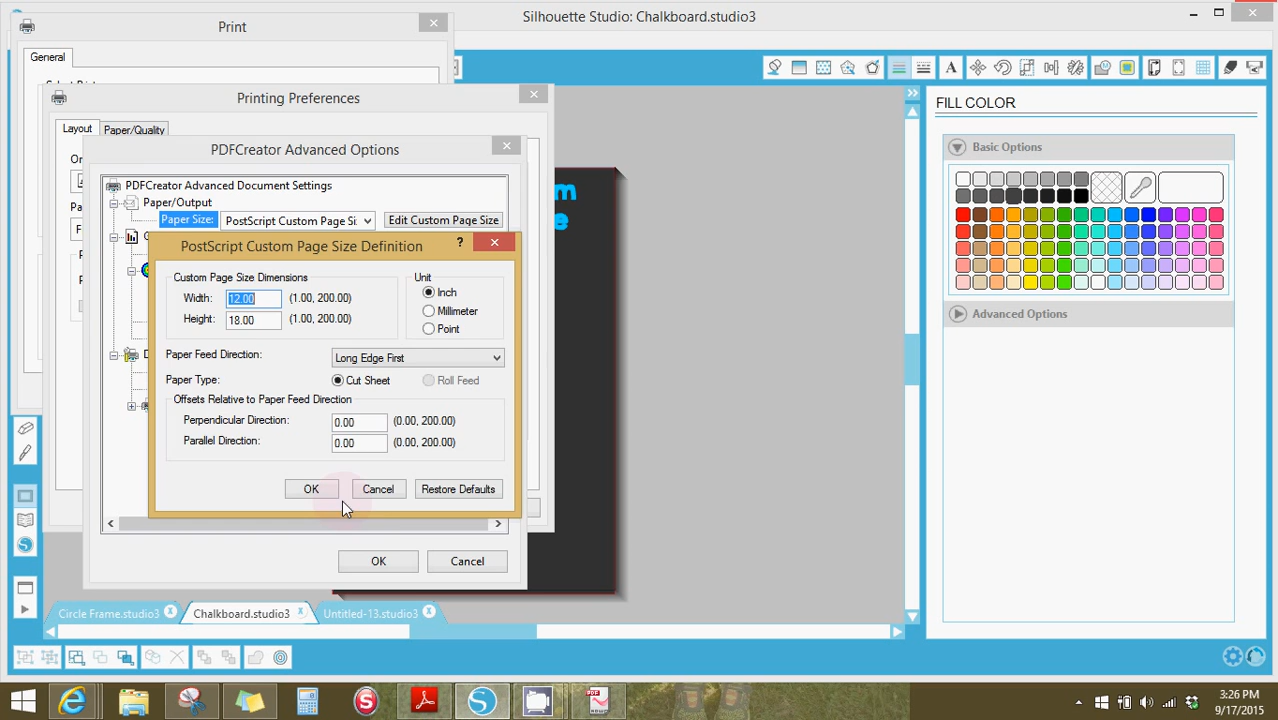 Silhouette Studio: Chalkboard.studio3
Print
General
Printing Preferences
Layout
Paper/Quality
PDFCreator Advanced Options
PDFCreator Advanced Document Settings
Paper/Output
Paper Size:
PostScript Custom Page Si
Edit Custom Page Size
PostScript Custom Page Size Definition
?
Custom Page Size Dimensions
Width:
12.00
(1.00, 200.00)
Height:
18.00
(1.00, 200.00)
Unit
Inch
Millimeter
Point
Paper Feed Direction:
Long Edge First
Paper Type:
Cut Sheet
Roll Feed
Offsets Relative to Paper Feed Direction
Perpendicular Direction:
0.00
(0.00, 200.00)
Parallel Direction:
0.00
(0.00, 200.00)
OK
Cancel
Restore Defaults
OK
Cancel
m
e
FILL COLOR
Basic Options
Advanced Options
Circle Frame.studio3
Chalkboard.studio3
Untitled-13.studio3
3:26 PM
9/17/2015